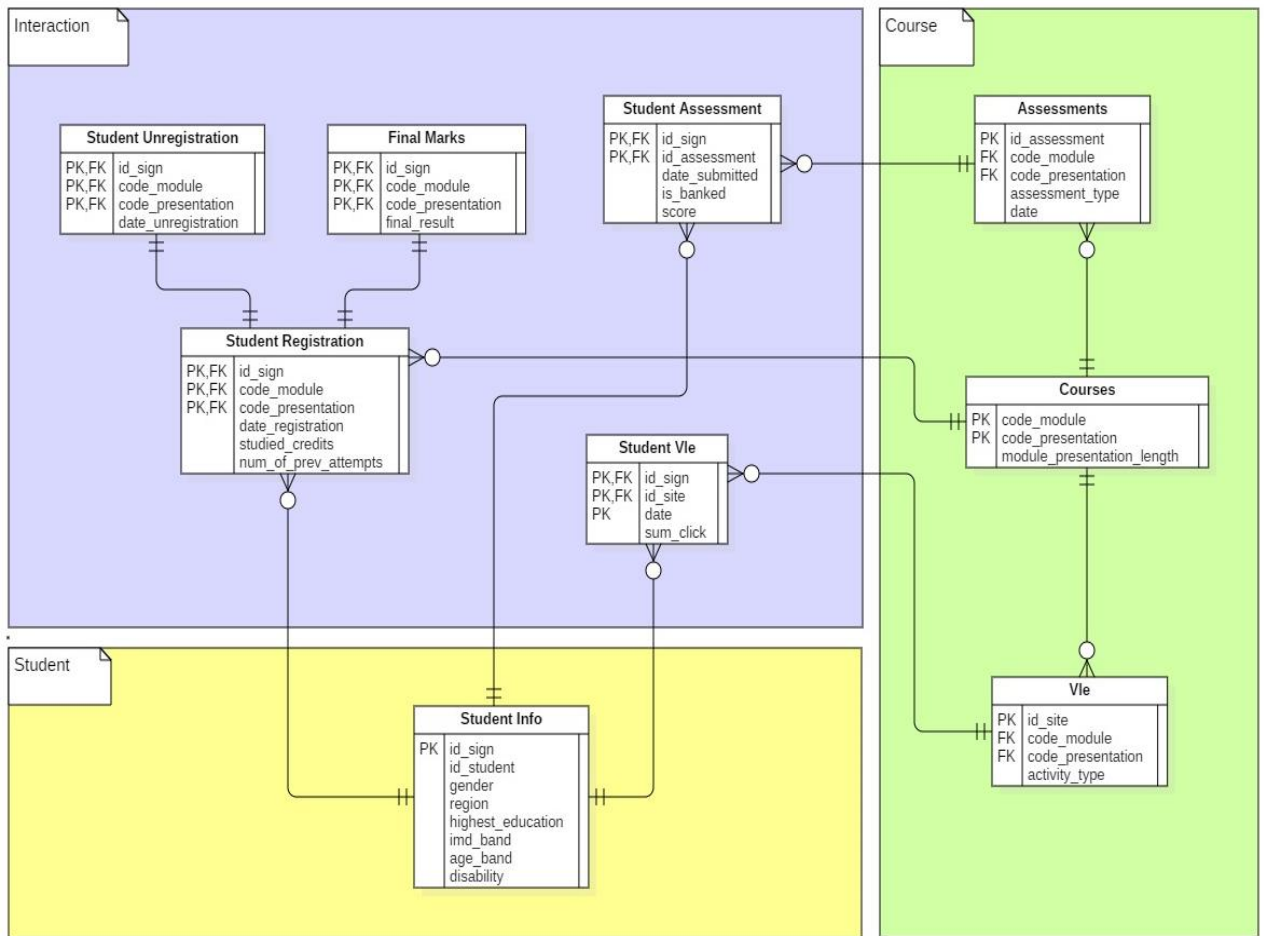 Interaction
Course
Student Assessment
PK,FK id_sign
PK,FK id_assessment
date_submitted
is_banked
score
Assessments
PK id_assessment
FK code_module
FK code_presentation
assessment_type
date
Student Unregistration
PK,FK id_sign
PK,FK code_module
PK,FK code_presentation
date_unregistration
Final Marks
PK,FK id_sign
PK,FK code_module
PK,FK code_presentation
final_result
Student Registration
PK,FK id_sign
PK,FK code_module
PK,FK code_presentation
date_registration
studied_credits
num_of_prev_attempts
Courses
PK code_module
PK code_presentation
module_presentation_length
Student Vle
PK,FK id_sign
PK,FK id_site
PK date
sum_click
Student
Student Info
PK id_sign
id_student
gender
region
highest_education
imd_band
age_band
disability
Vle
PK id_site
FK code_module
FK code_presentation
activity_type